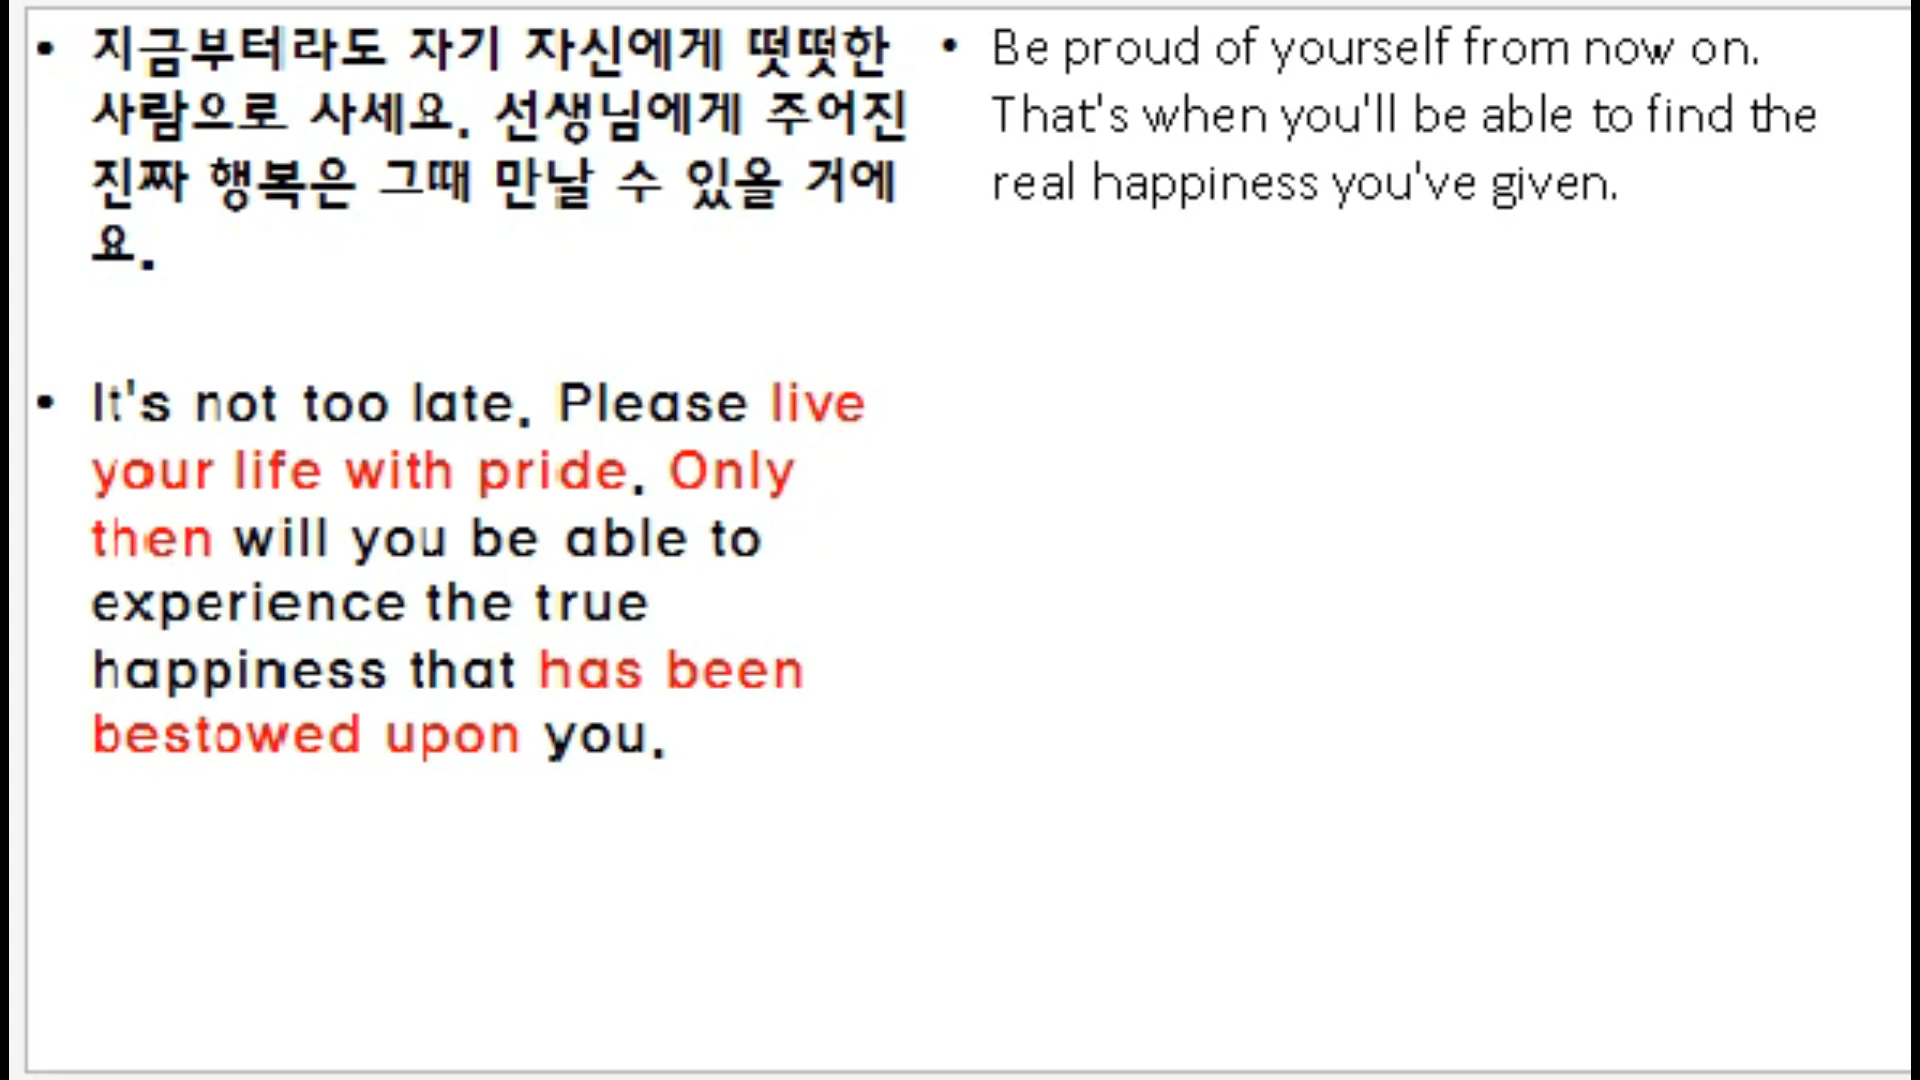 • 지금부터라도 자기 자신에게 떳떳한
사람으로 사세요. 선생님에게 주어진
진짜 행복은 그때 만날 수 있을 거에
요.
• It's not too late. Please live
your life with pride. Only
then will you be able to
experience the true
happiness that has been
bestowed upon you.
• Be proud of yourself from now on.
That's when you'll be able to find the
real happiness you've given.